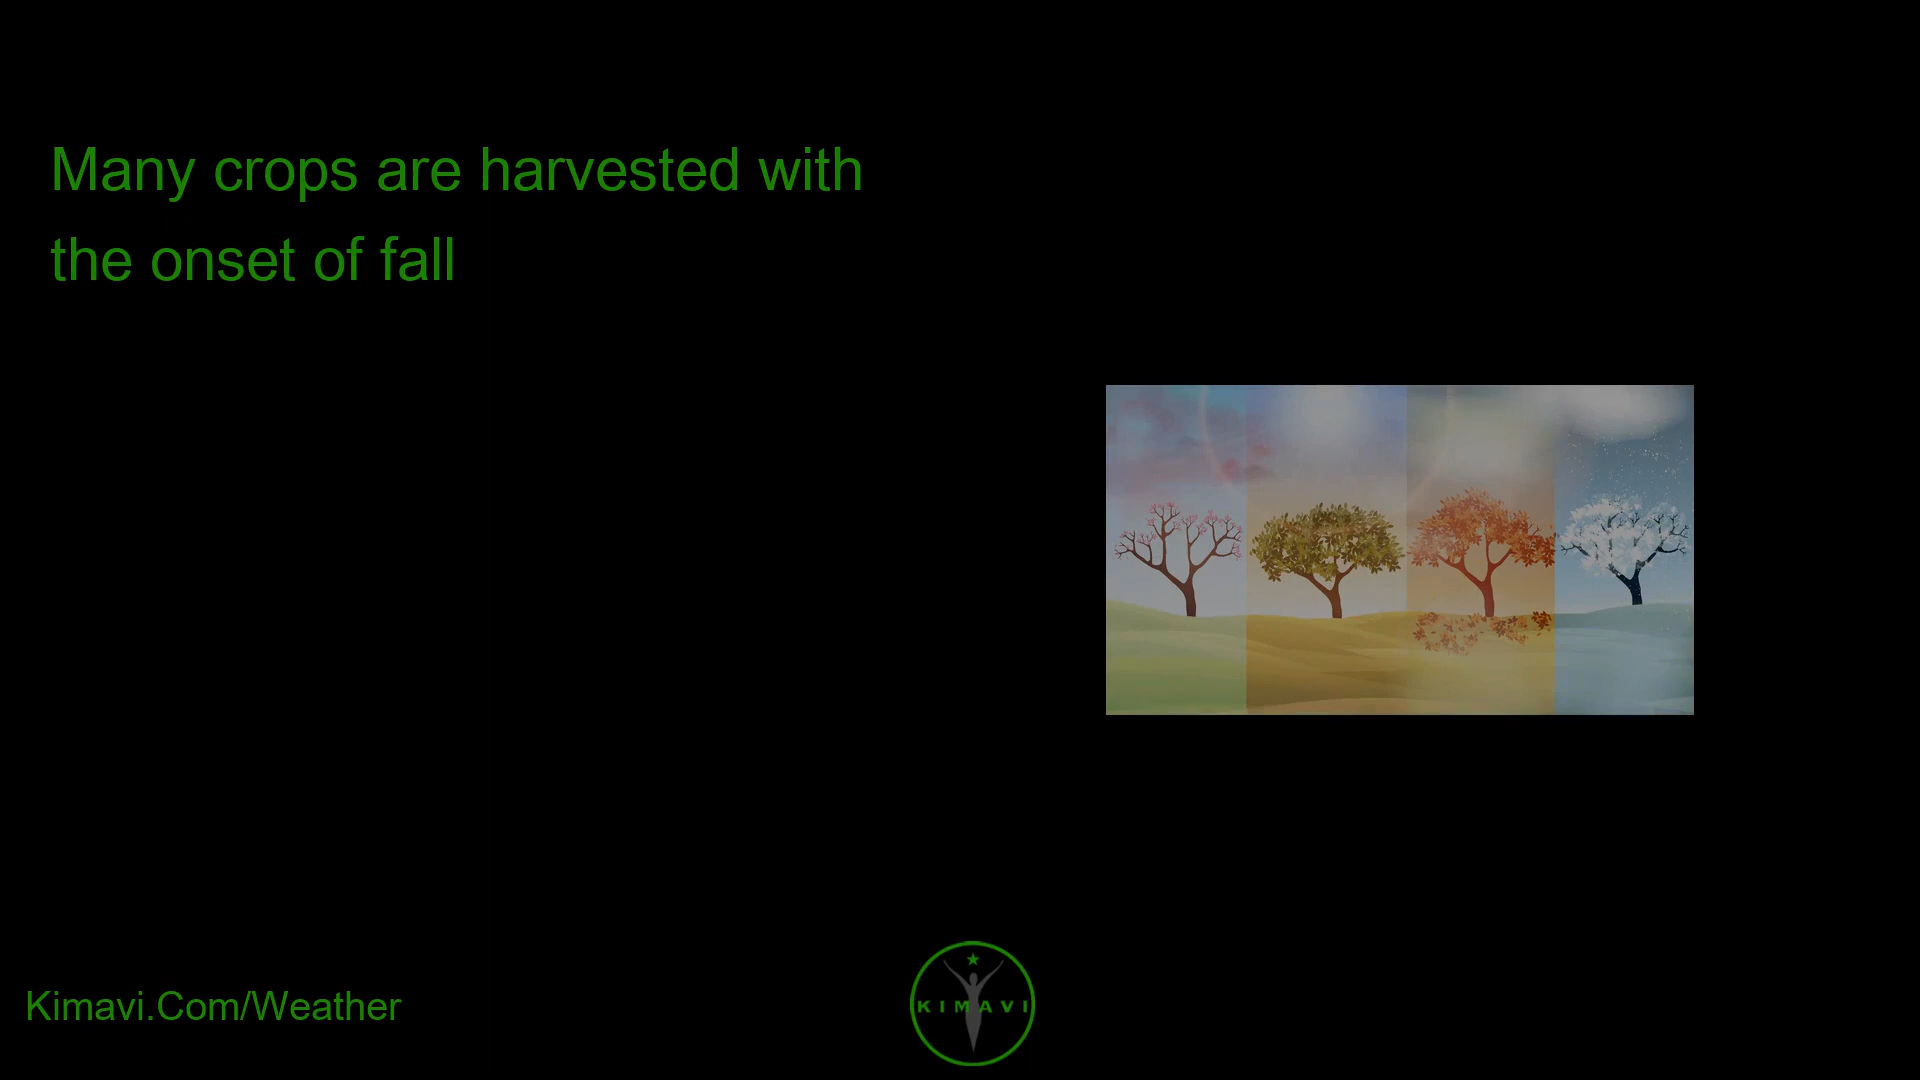 Many crops are harvested with
the onset of fall
Kimavi.Com/Weather
KIMAVI